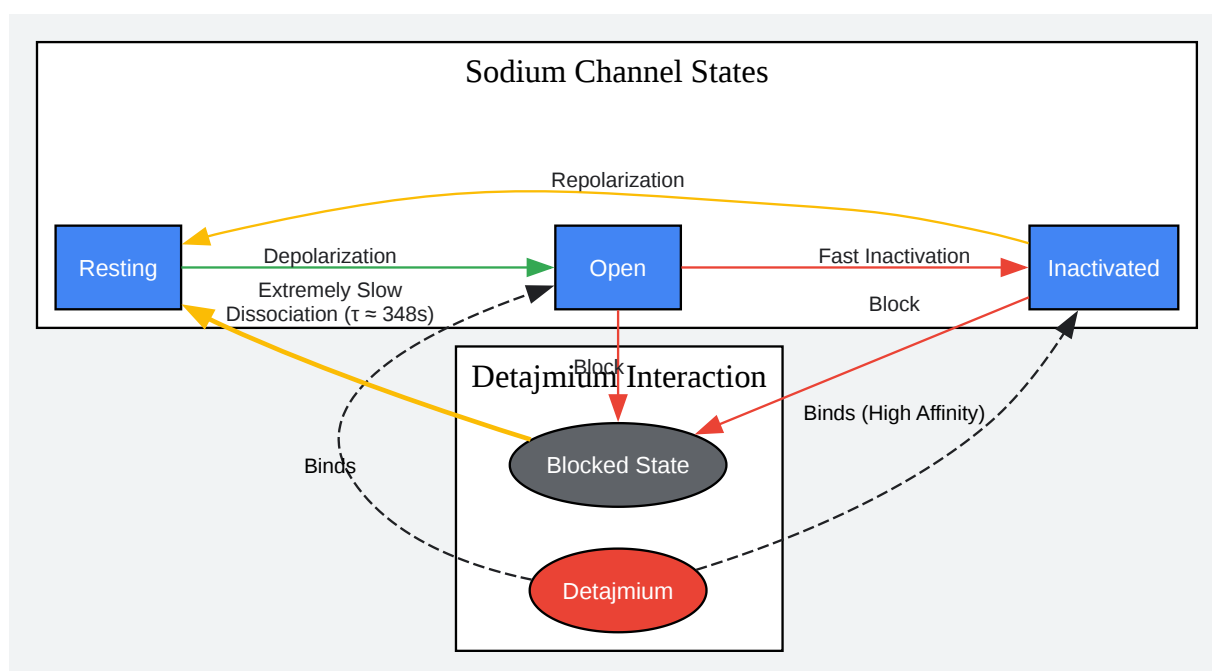 Sodium Channel States
Repolarization
Resting
Depolarization
Open
Fast Inactivation
Inactivated
Extremely Slow
Dissociation (τ ≈ 348s)
Block
Block
Detajmium Interaction
Binds (High Affinity)
Binds
Blocked State
Detajmium